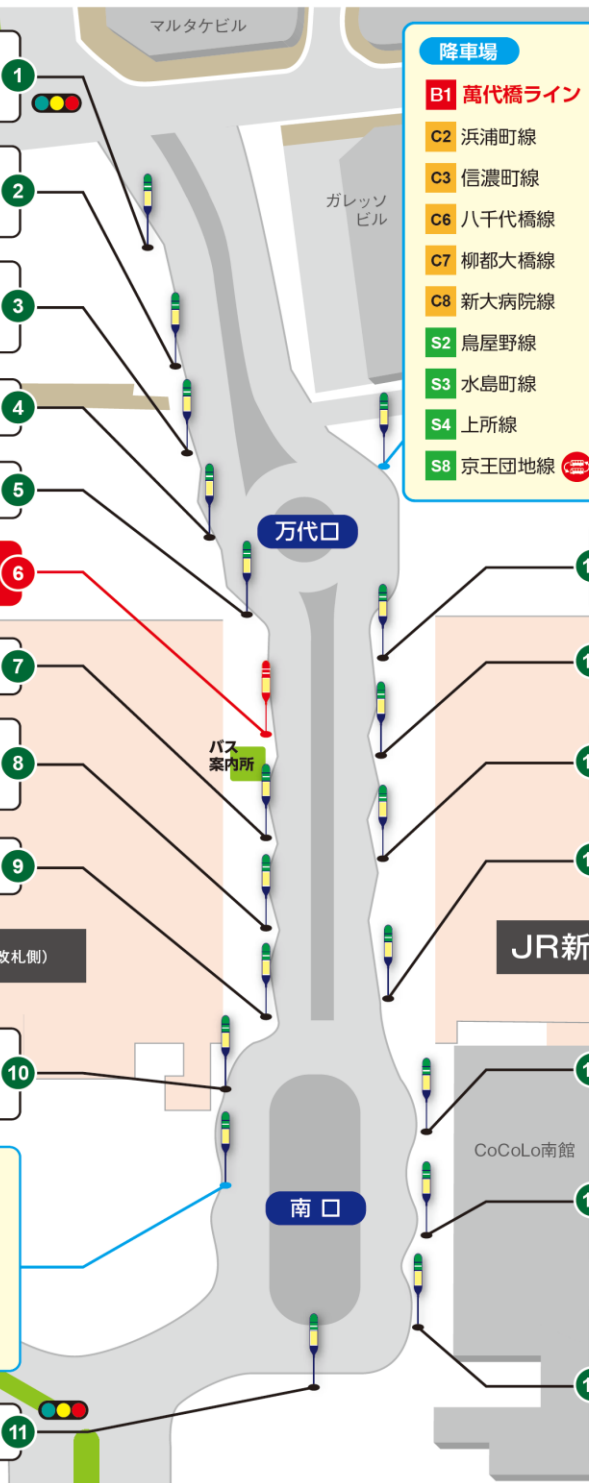 マルタケビル
降車場
1
B1 萬代橋ライン
C2 浜浦町線
2
C3 信濃町線
ガレッソ
ビル
C6 八千代橋線
C7 柳都大橋線
3
C8 新大病院線
S2 鳥屋野線
S3 水島町線
4
S4 上所線
S8 京王団地線
5
万代口
6
7
バス
案内所
8
9
改札側）
JR新
10
CoCoLo南館
南口
11